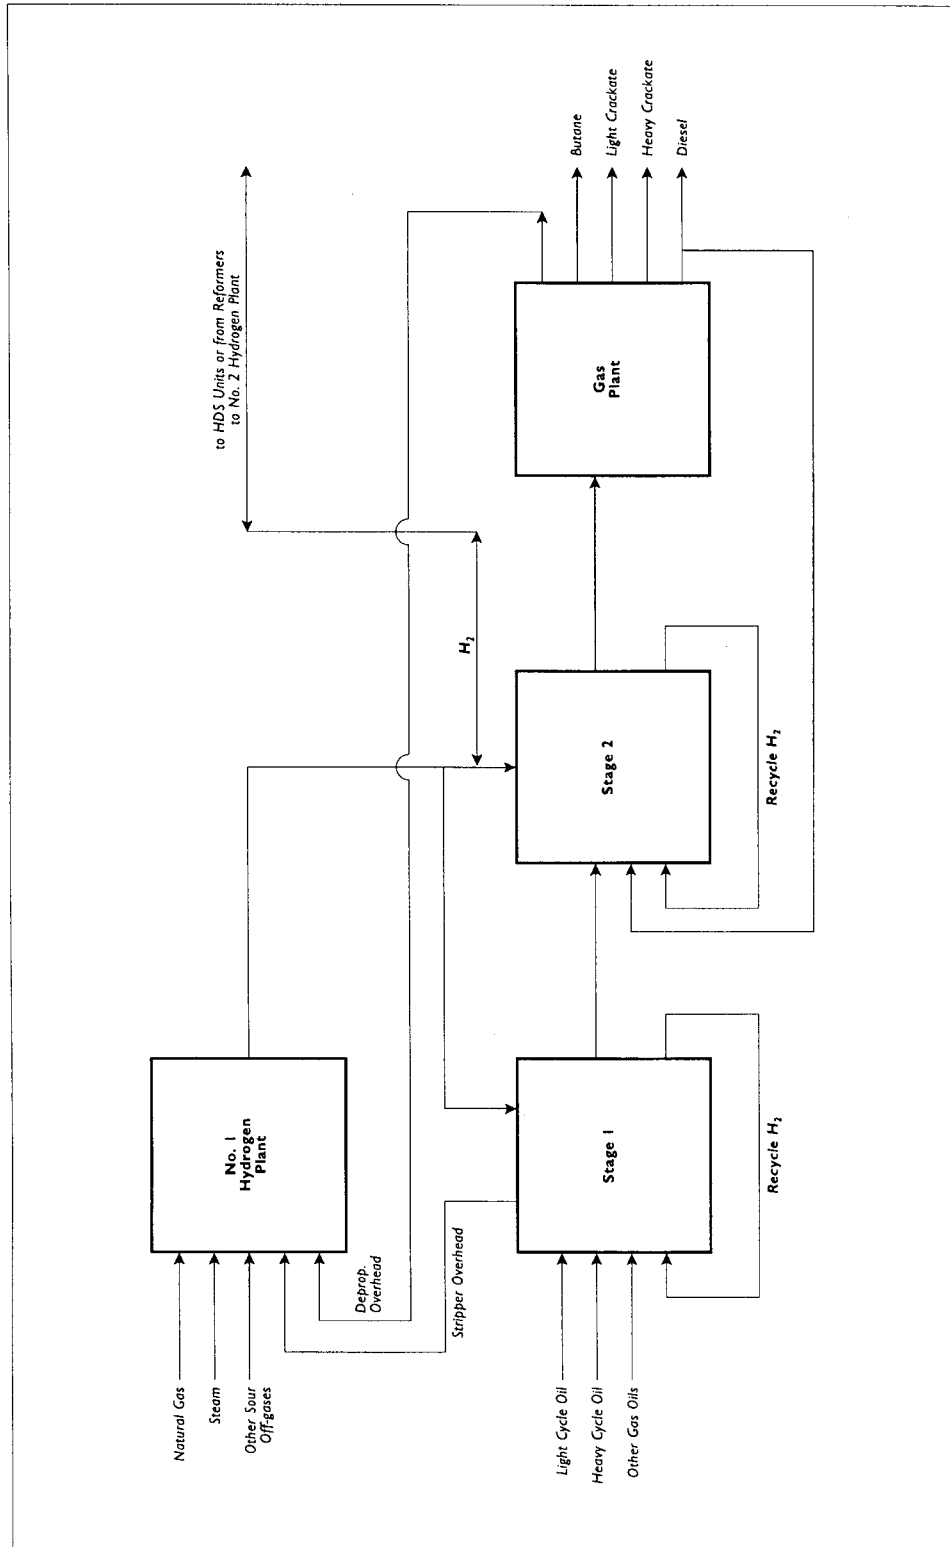 to HDS Units or from Reformers
to No. 2 Hydrogen Plant
No. 1
Hydrogen
Plant
Natural Gas
Steam
Other Sour
Off-gases
Deprop.
Overhead
Stripper Overhead
H₂
Light Cycle Oil
Heavy Cycle Oil
Other Gas Oils
Stage 1
Recycle H₂
Stage 2
Recycle H₂
Gas
Plant
Butane
Light Crackate
Heavy Crackate
Diesel